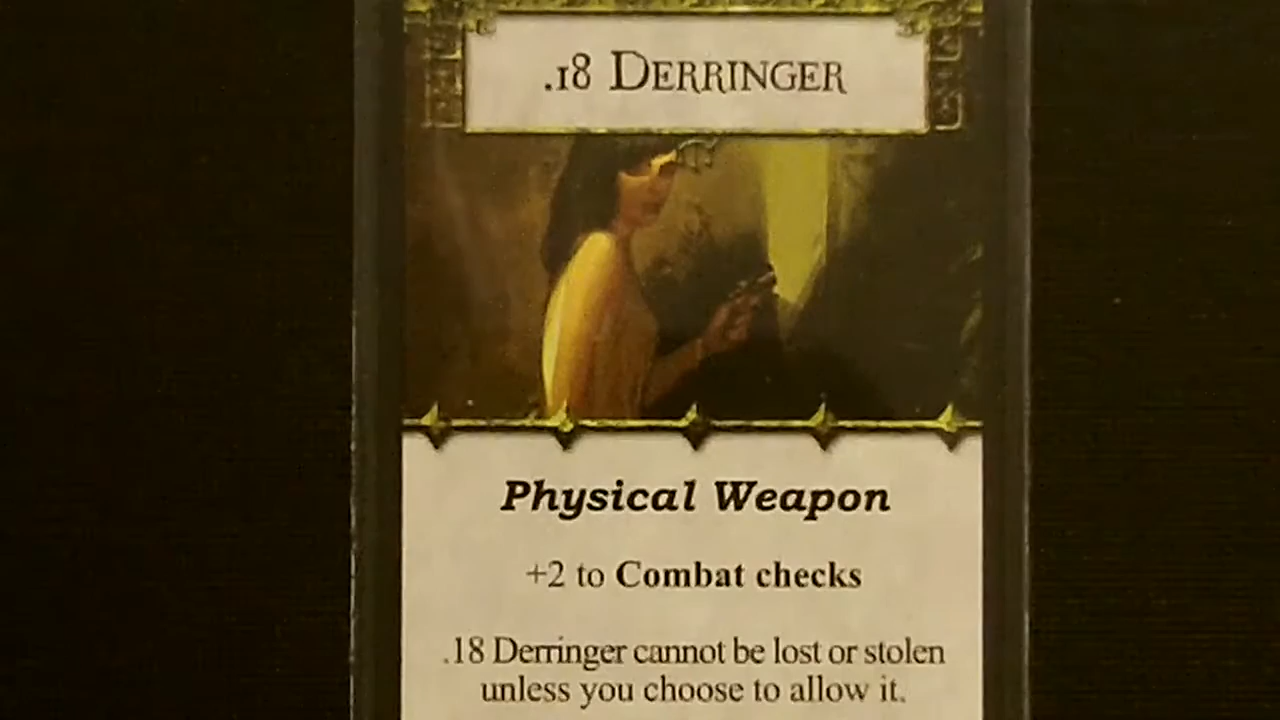 .18 Derringer
Physical Weapon
+2 to Combat checks
.18 Derringer cannot be lost or stolen
unless you choose to allow it.